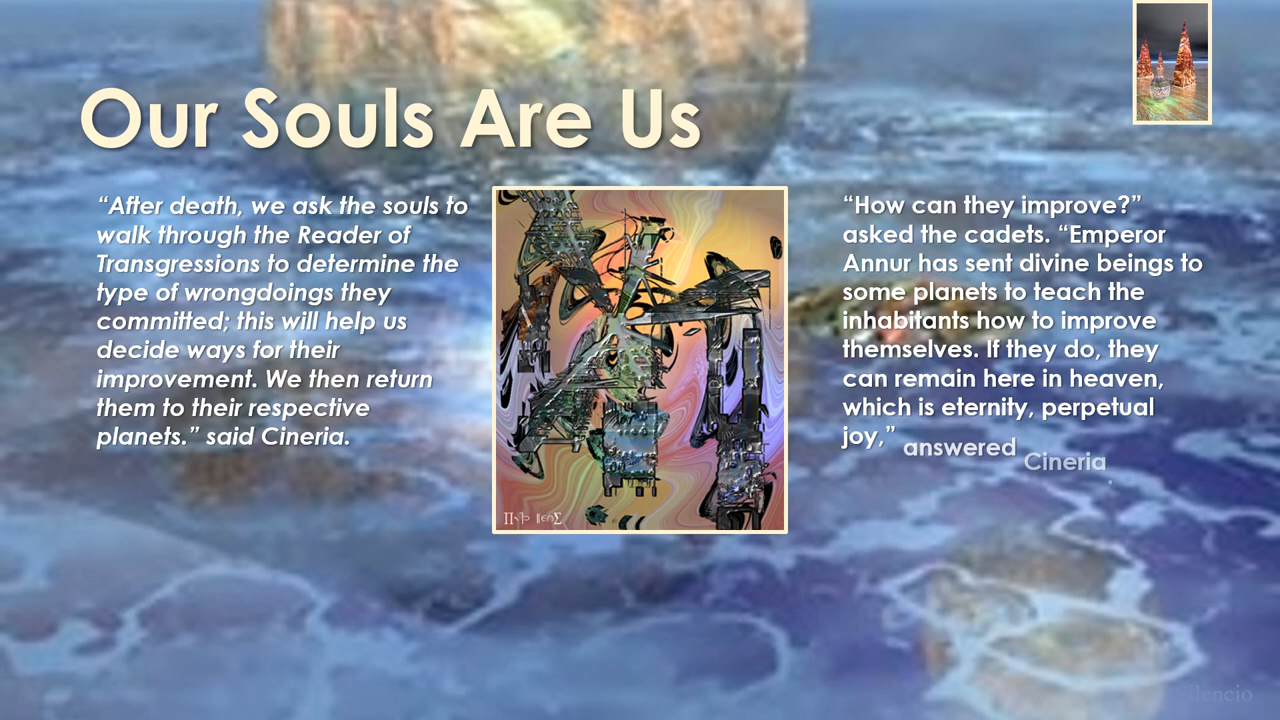 Our Souls Are Us
“After death, we ask the souls to
walk through the Reader of
Transgressions to determine the
type of wrongdoings they
committed; this will help us
decide ways for their
improvement. We then return
them to their respective
planets.” said Cineria.
“How can they improve?”
asked the cadets. “Emperor
Annur has sent divine beings to
some planets to teach the
inhabitants how to improve
themselves. If they do, they
can remain here in heaven,
which is eternity, perpetual
joy,” answered Cineria.